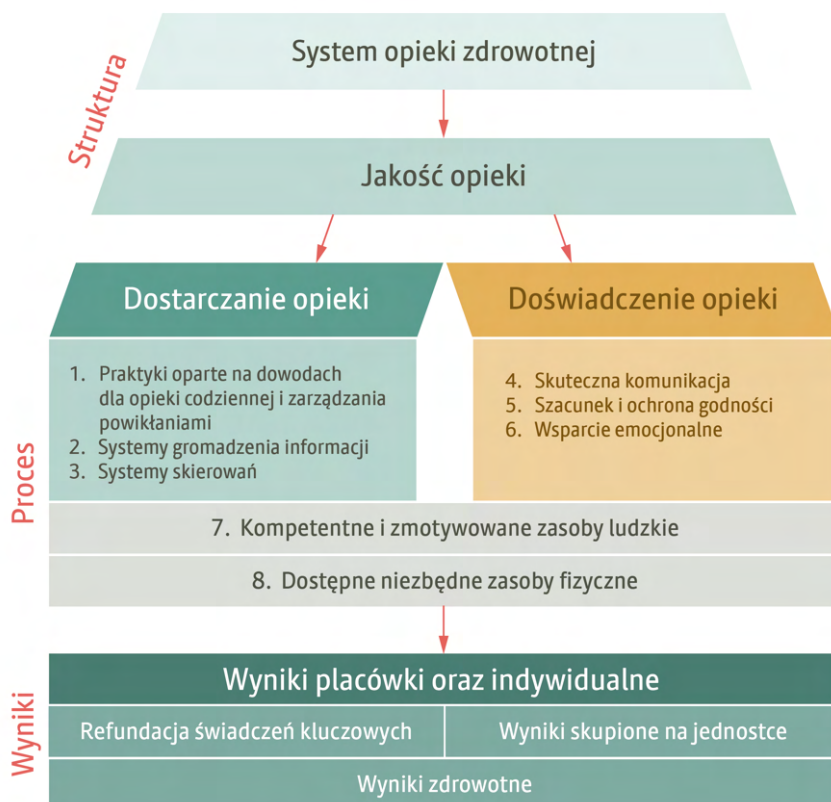 Struktura
System opieki zdrowotnej
Jakość opieki
Dostarczanie opieki
Doświadczenie opieki
Proces
1. Praktyki oparte na dowodach
dla opieki codziennej i zarządzania
powikłaniami
2. Systemy gromadzenia informacji
3. Systemy skierowań
4. Skuteczna komunikacja
5. Szacunek i ochrona godności
6. Wsparcie emocjonalne
7. Kompetentne i zmotywowane zasoby ludzkie
8. Dostępne niezbędne zasoby fizyczne
Wyniki
Wyniki placówki oraz indywidualne
Refundacja świadczeń kluczowych
Wyniki skupione na jednostce
Wyniki zdrowotne